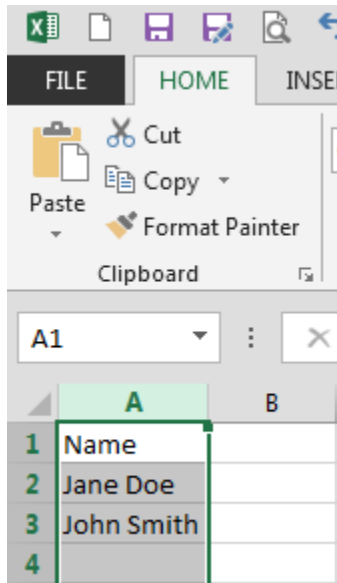 FILE HOME INSE
Cut
Copy
Paste
Format Painter
Clipboard
A1
A B
1 Name
2 Jane Doe
3 John Smith
4